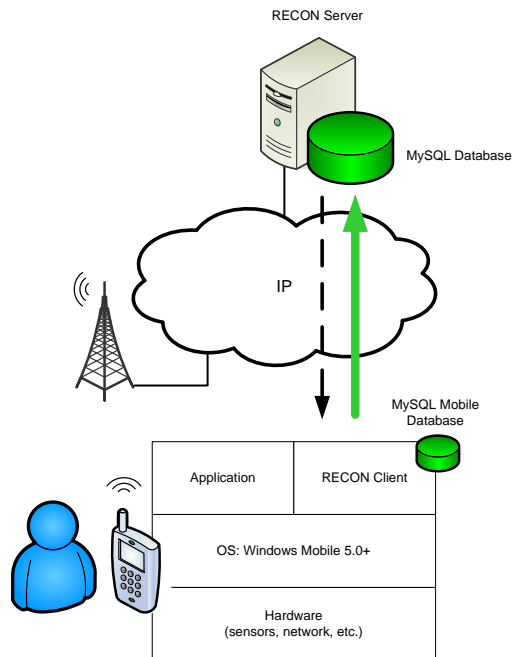 RECON Server
MySQL Database
IP
MySQL Mobile
Database
Application
RECON Client
OS: Windows Mobile 5.0+
Hardware
(sensors, network, etc.)